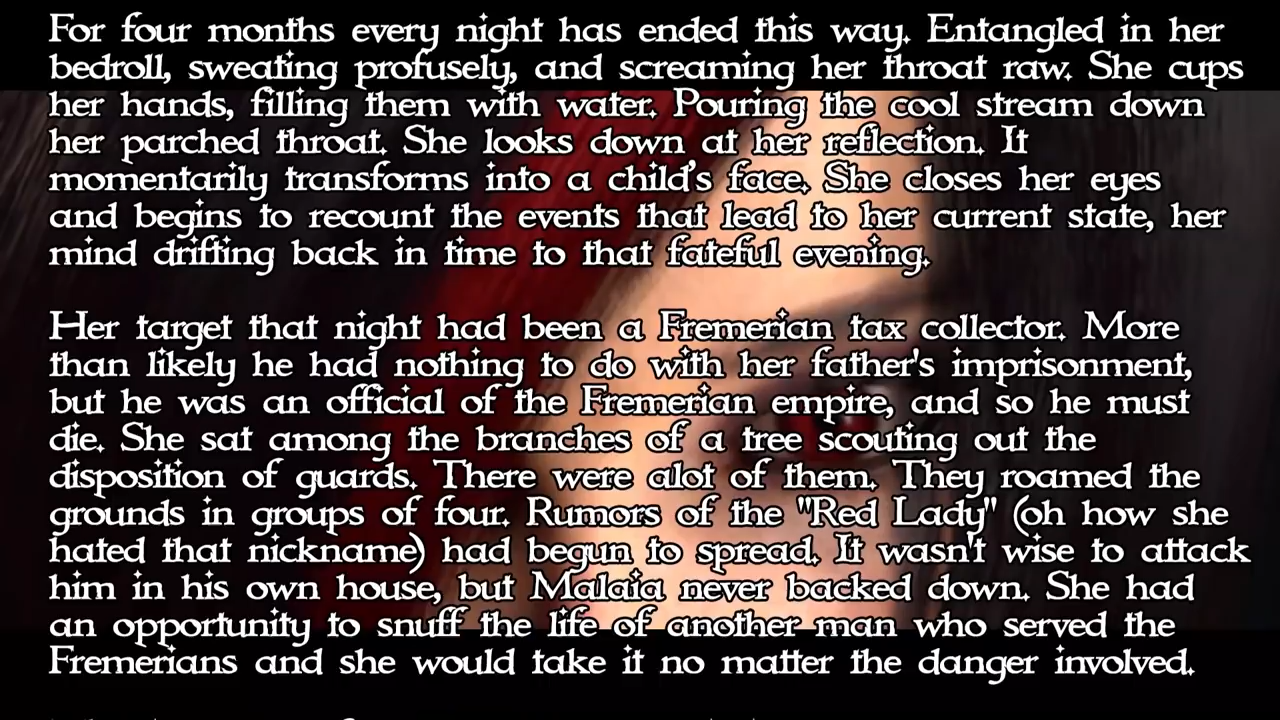 For four months every night has ended this way. Entangled in her
bedroll, sweating profusely, and screaming her throat raw. She cups
her hands, filling them with water. Pouring the cool stream down
her parched throat. She looks down at her reflection. It
momentarily transforms into a child's face. She closes her eyes
and begins to recount the events that lead to her current state, her
mind drifting back in time to that fateful evening.
Her target that night had been a Fremerian tax collector. More
than likely he had nothing to do with her father's imprisonment,
but he was an official of the Fremerian empire, and so he must
die. She sat among the branches of a tree scouting out the
disposition of guards. There were alot of them. They roamed the
grounds in groups of four. Rumors of the "Red Lady" (oh how she
hated that nickname) had begun to spread. It wasn't wise to attack
him in his own house, but Malaia never backed down. She had
an opportunity to snuff the life of another man who served the
Fremerians and she would take it no matter the danger involved.